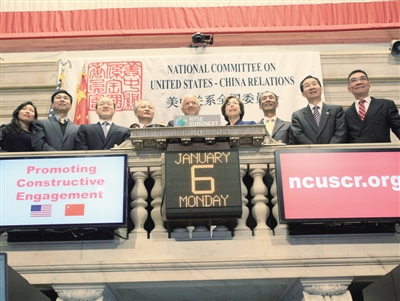 NATIONAL COMMITTEE ON
UNITED STATES - CHINA RELATIONS
美中关系全国委员
NYSE
EURONEXT
Promoting
Constructive
Engagement
JANUARY
6
MONDAY
ncuscr.org